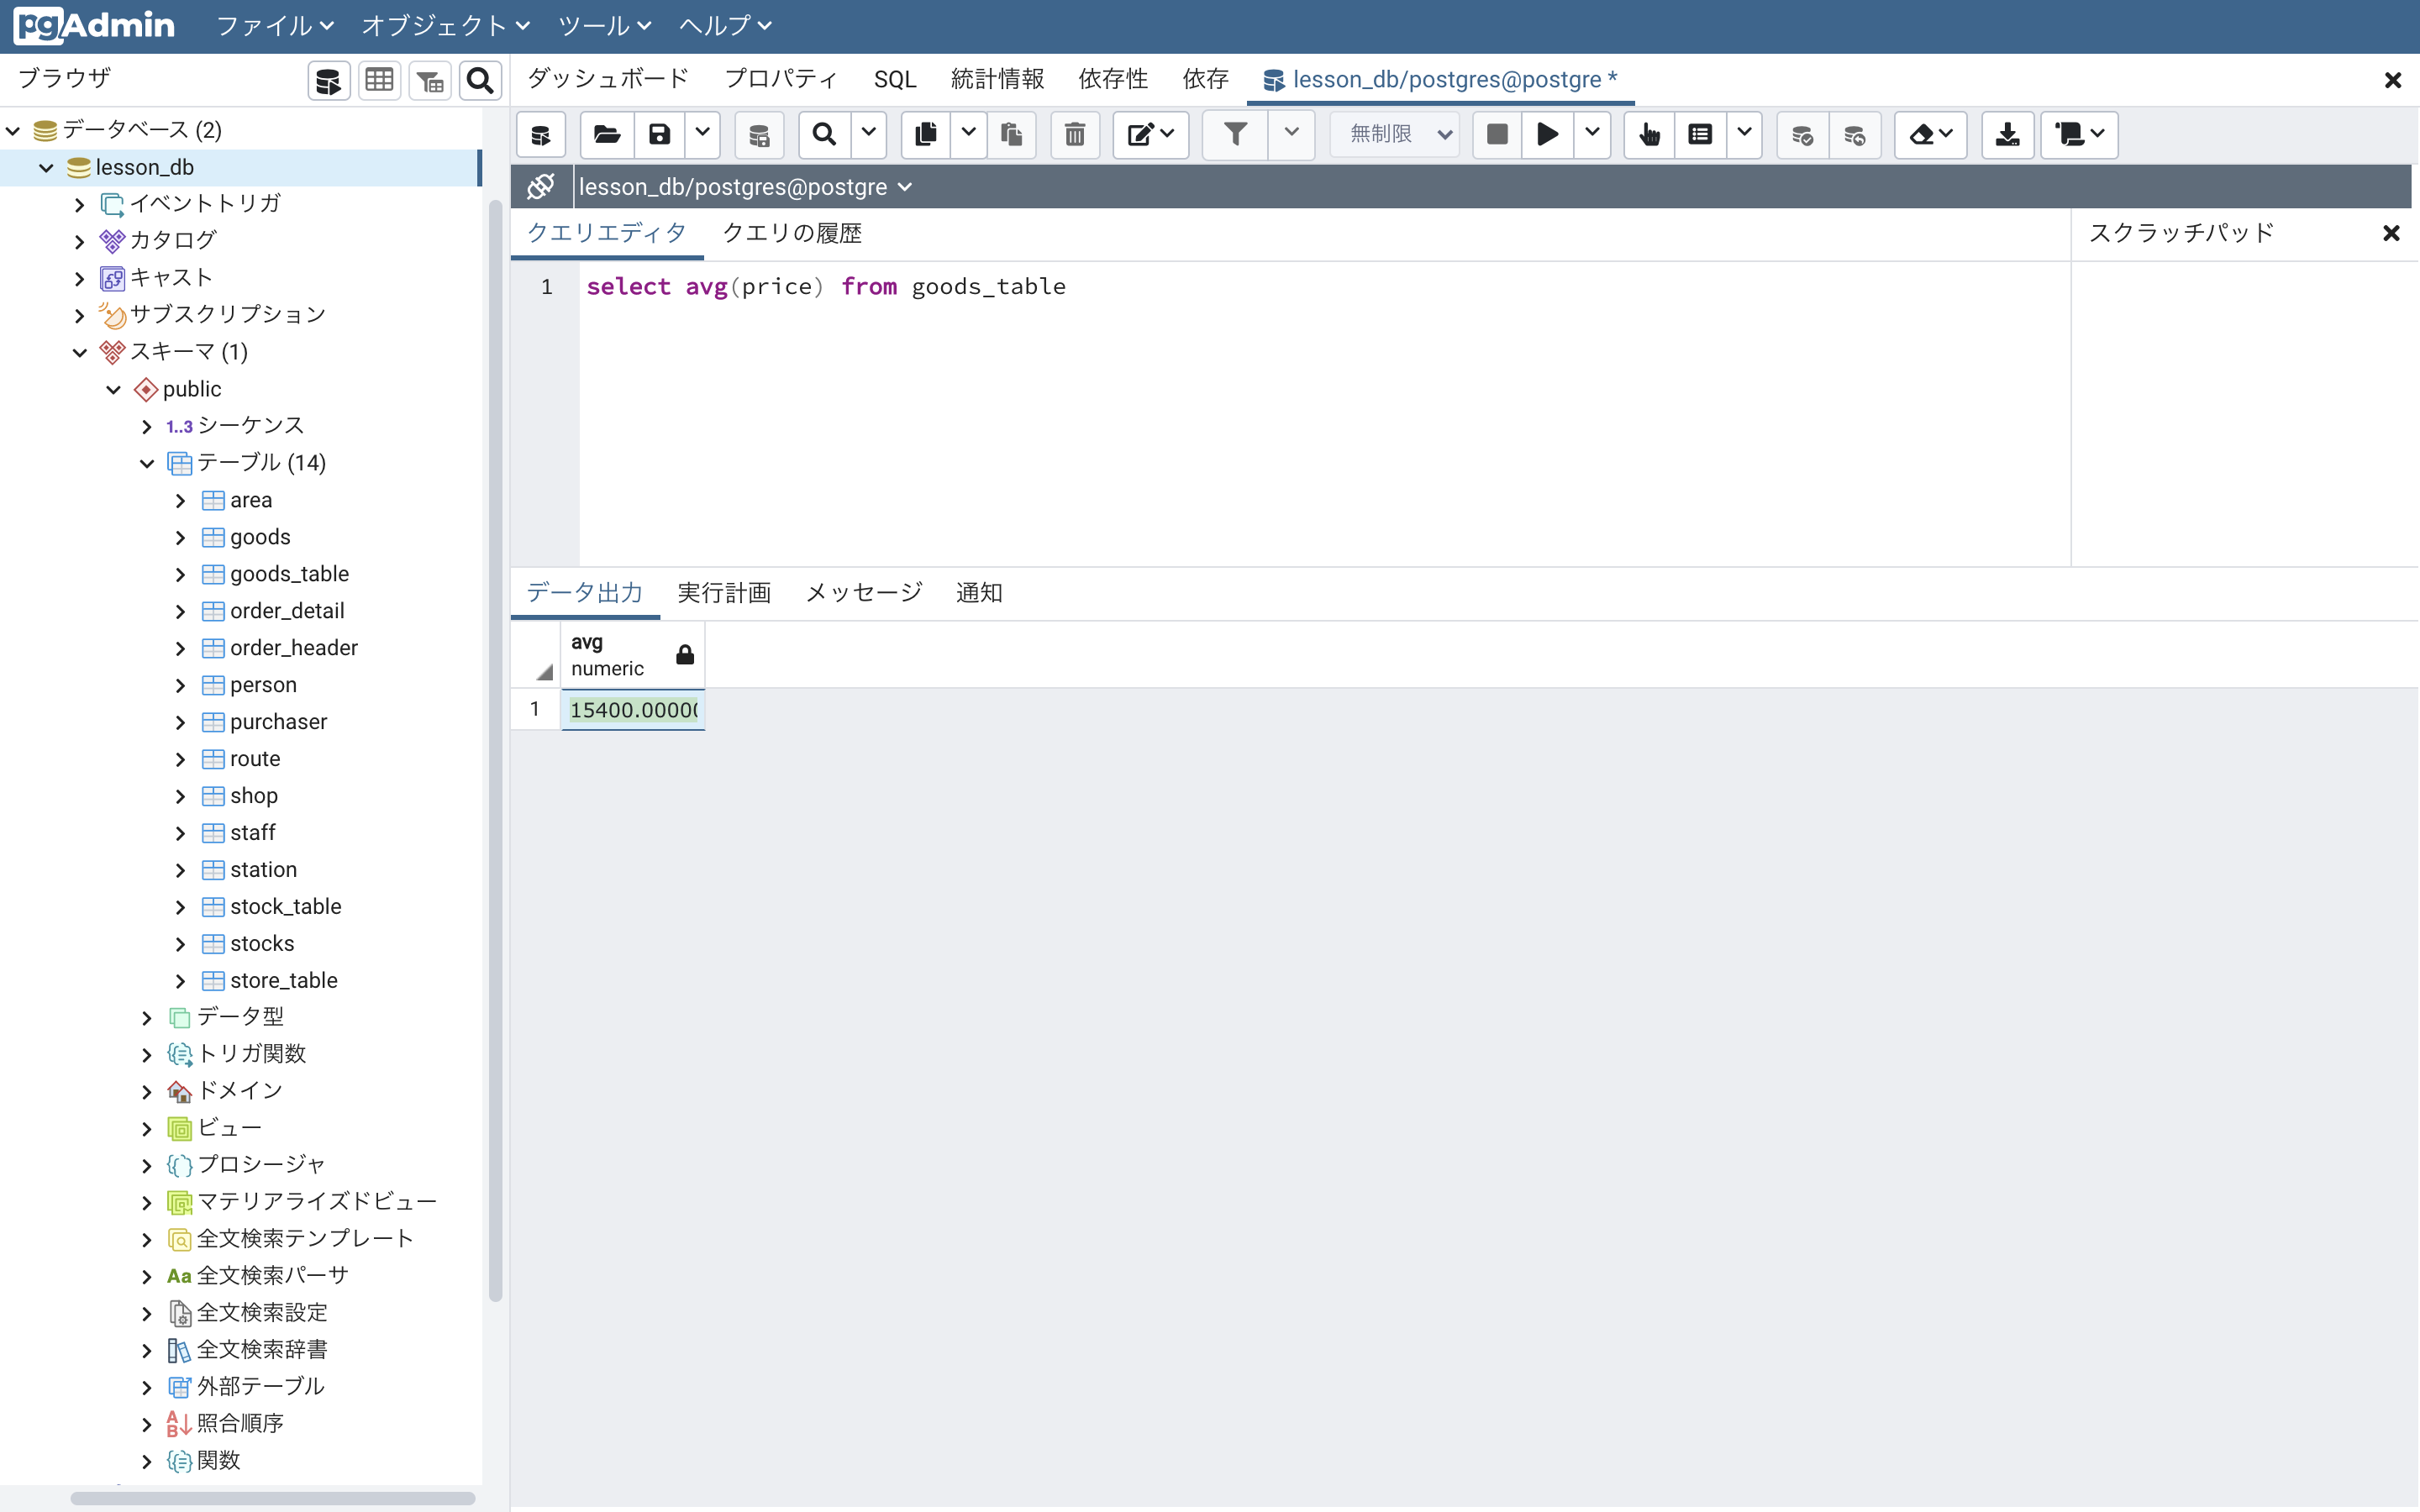 pgAdmin ファイル オブジェクト ツール ヘルプ
ブラウザ
ダッシュボード プロパティ SQL 統計情報 依存性 依存 lesson_db/postgres@postgre *
無制限
lesson_db/postgres@postgre
クエリエディタ クエリの履歴
スクラッチパッド
1 select avg(price) from goods_table
データ出力 実行計画 メッセージ 通知
avg
numeric
1 15400.00000
データベース (2)
lesson_db
イベントトリガ
カタログ
キャスト
サブスクリプション
スキーマ (1)
public
1..3 シーケンス
テーブル (14)
area
goods
goods_table
order_detail
order_header
person
purchaser
route
shop
staff
station
stock_table
stocks
store_table
データ型
トリガ関数
ドメイン
ビュー
プロシージャ
マテリアライズドビュー
全文検索テンプレート
Aa 全文検索パーサ
全文検索設定
全文検索辞書
外部テーブル
照合順序
関数